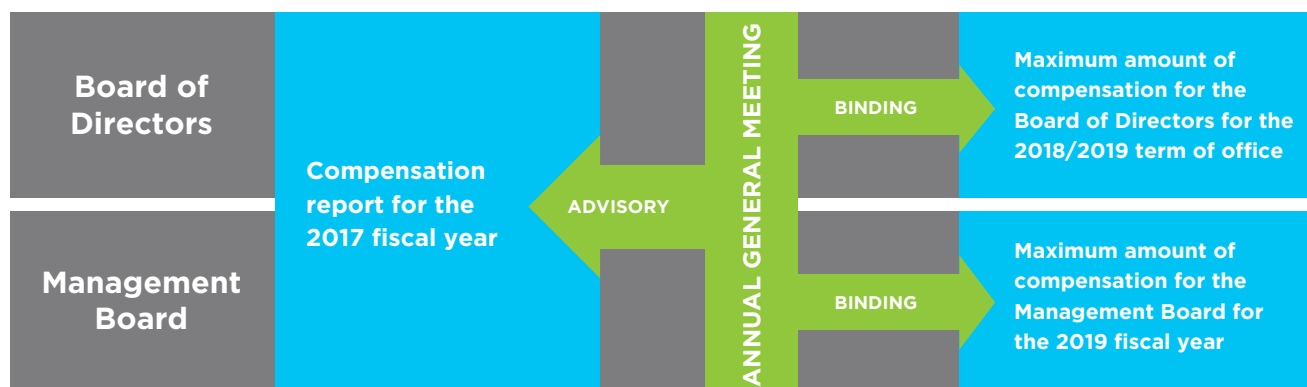 Board of
Directors
Management
Board
Compensation
report for the
2017 fiscal year
ADVISORY
ANNUAL GENERAL MEETING
BINDING
Maximum amount of
compensation for the
Board of Directors for the
2018/2019 term of office
BINDING
Maximum amount of
compensation for the
Management Board for
the 2019 fiscal year